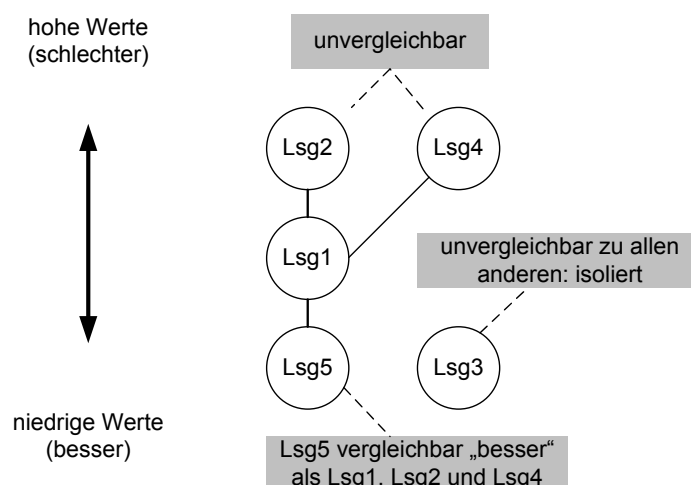 hohe Werte
(schlechter)
unvergleichbar
Lsg2
Lsg4
Lsg1
unvergleichbar zu allen
anderen: isoliert
Lsg5
Lsg3
niedrige Werte
(besser)
Lsg5 vergleichbar „besser“
als Lsg1, Lsg2 und Lsg4